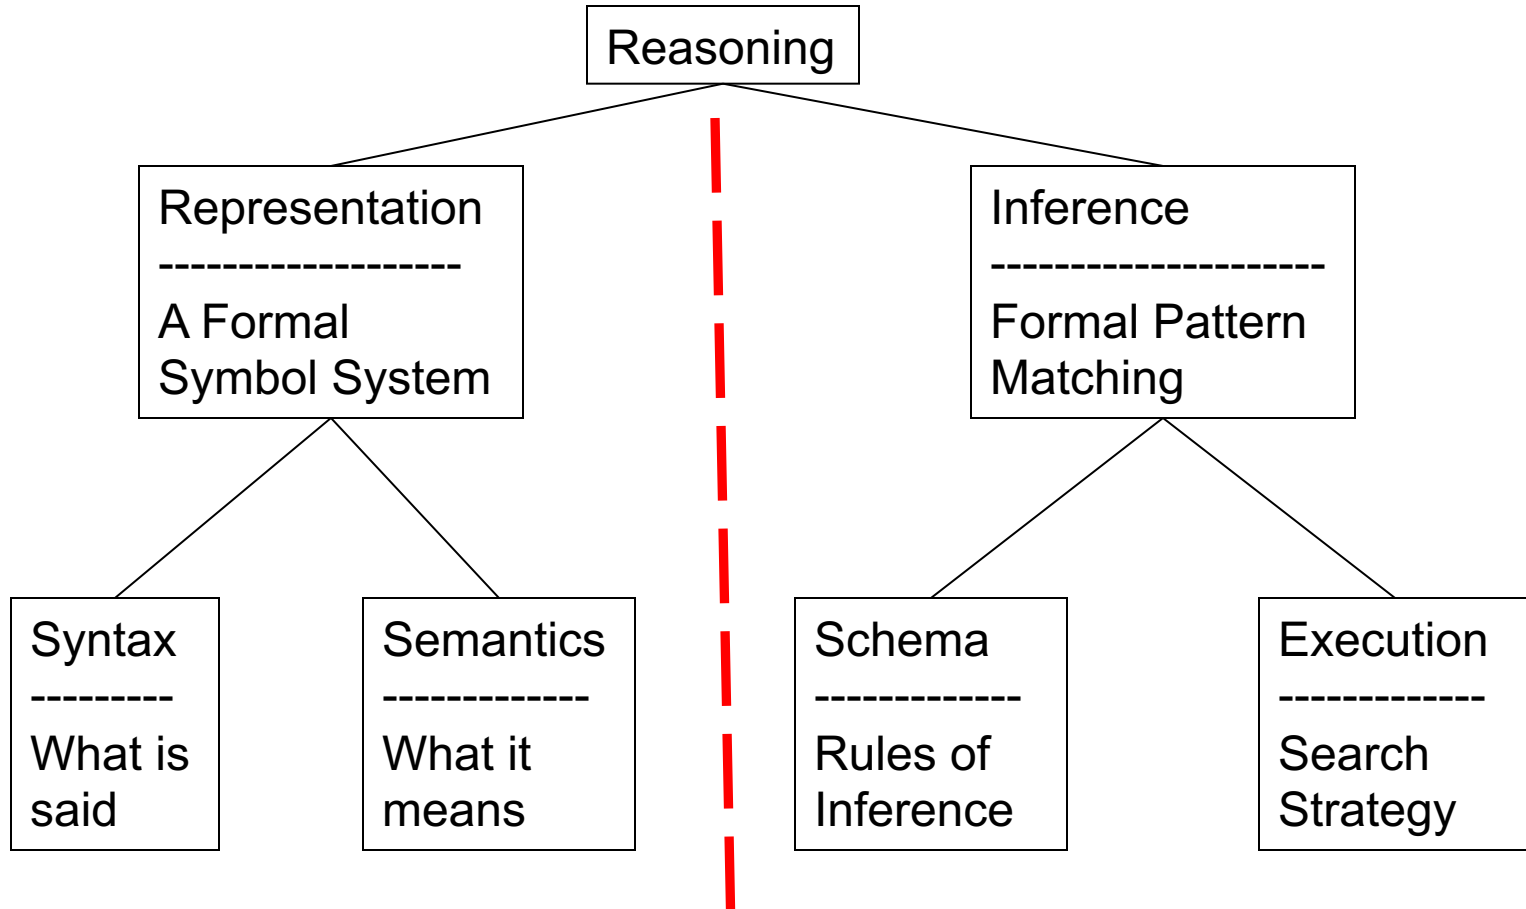 Reasoning
Representation
-------------------
A Formal
Symbol System
Inference
---------------------
Formal Pattern
Matching
Syntax
---------
What is
said
Semantics
-------------
What it
means
Schema
-------------
Rules of
Inference
Execution
-------------
Search
Strategy